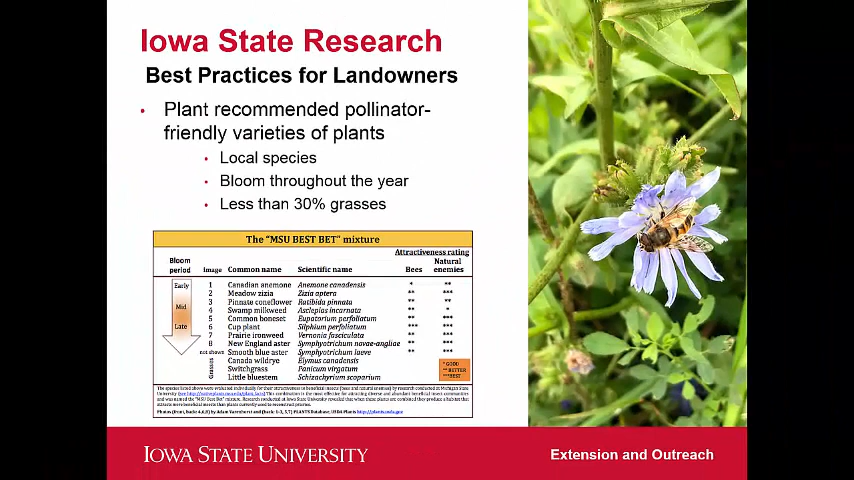 Iowa State Research
Best Practices for Landowners
• Plant recommended pollinator-
friendly varieties of plants
• Local species
• Bloom throughout the year
• Less than 30% grasses
The "MSU BEST BET" mixture
Attractiveness rating
Bloom period Image Common name Scientific name Bees Natural enemies
Early
Mid
Late
1 Canadian anemone Anemone canadensis * **
2 Meadow zizia Zizia aptera ** ***
3 Pinnate coneflower Ratibida pinnata ** **
4 Swamp milkweed Asclepias incarnata ** *
5 Common boneset Eupatorium perfoliatum ** ***
6 Cup plant Silphium perfoliatum *** ***
7 Prairie ironweed Vernonia fasciculata ** ***
8 New England aster Symphyotrichum novae-angliae ** ***
not shown Smooth blue aster Symphyotrichum laeve ** ***
Grasses
Canada wildrye Elymus canadensis
Switchgrass Panicum virgatum
Little bluestem Schizachyrium scoparium
* GOOD
** BETTER
*** BEST
IOWA STATE UNIVERSITY
Extension and Outreach